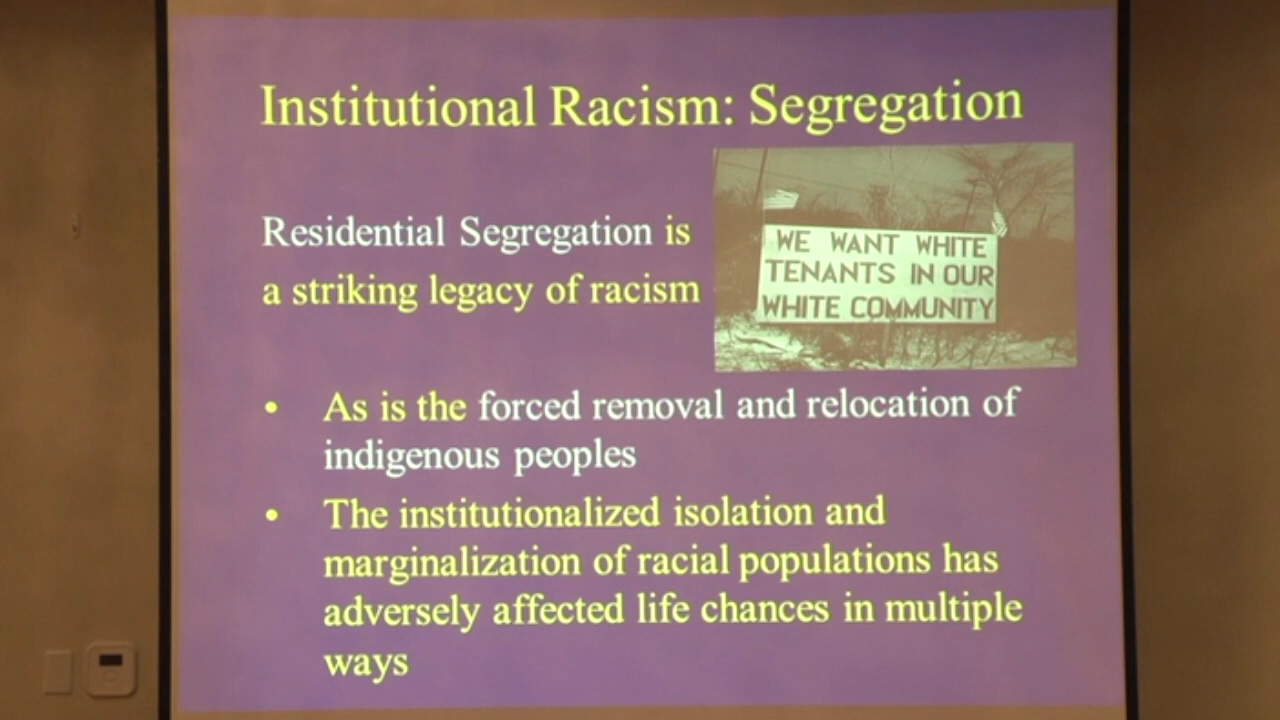 Institutional Racism: Segregation
Residential Segregation is
a striking legacy of racism
WE WANT WHITE
TENANTS IN OUR
WHITE COMMUNITY
• As is the forced removal and relocation of
indigenous peoples
• The institutionalized isolation and
marginalization of racial populations has
adversely affected life chances in multiple
ways